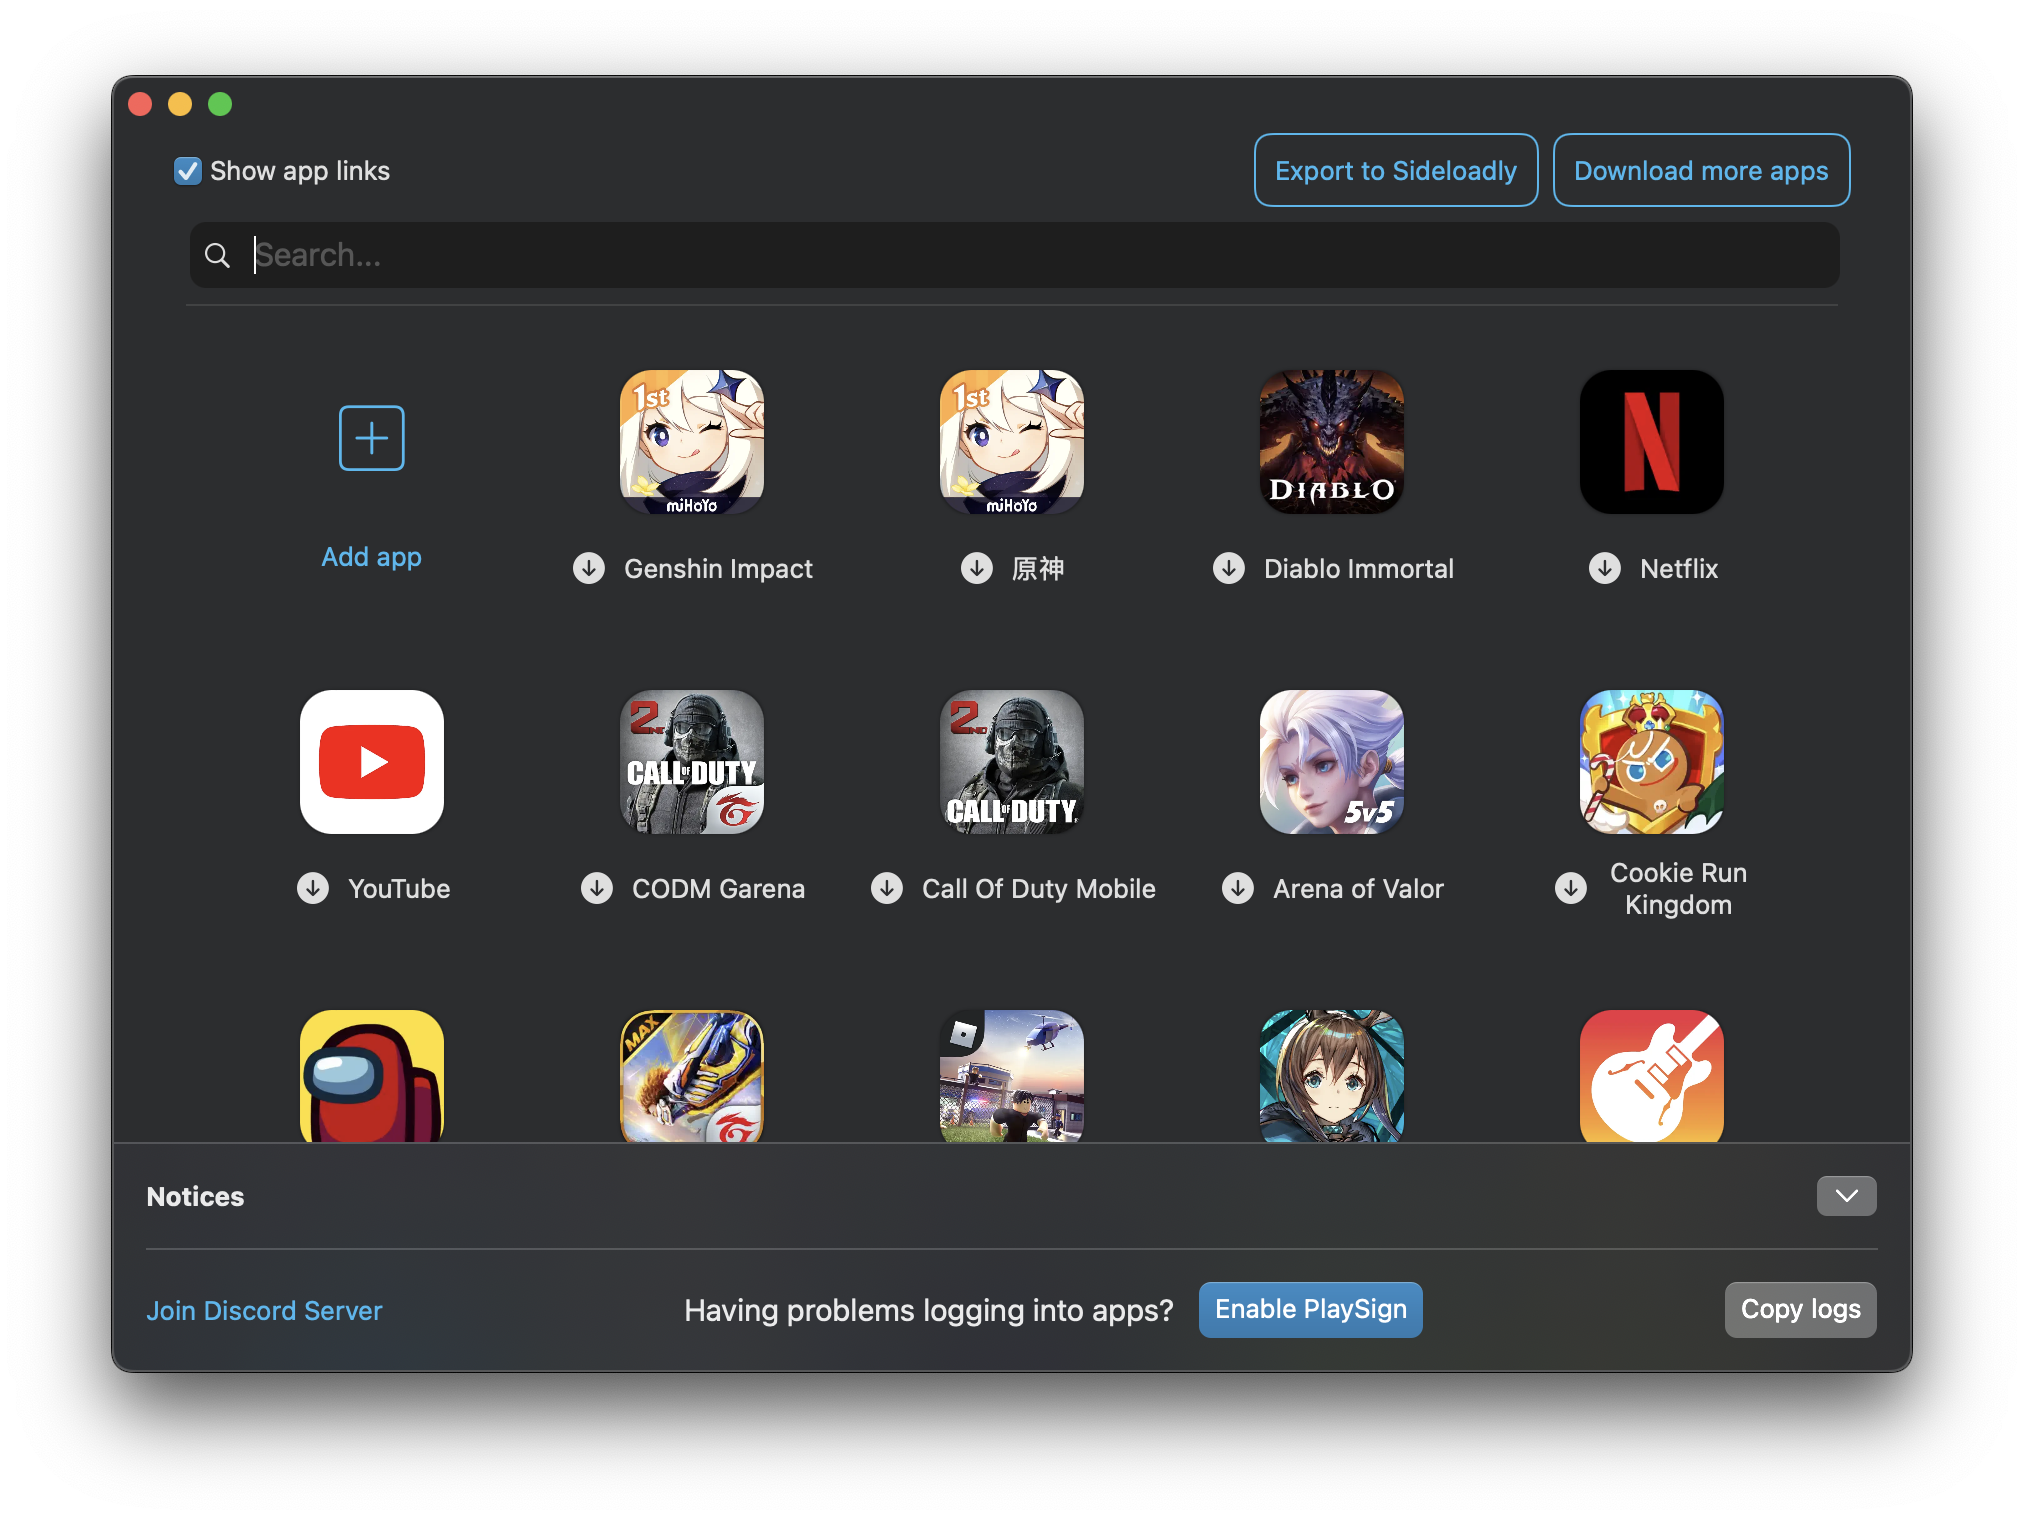 Show app links
Export to Sideloadly
Download more apps
Search...
1st
miHoYo
1st
miHoYo
DIABLO
N
Add app
Genshin Impact
原神
Diablo Immortal
Netflix
2ND
CALL OF DUTY
2ND
CALL OF DUTY
5v5
YouTube
CODM Garena
Call Of Duty Mobile
Arena of Valor
Cookie Run
Kingdom
MAX
Notices
Join Discord Server
Having problems logging into apps?
Enable PlaySign
Copy logs